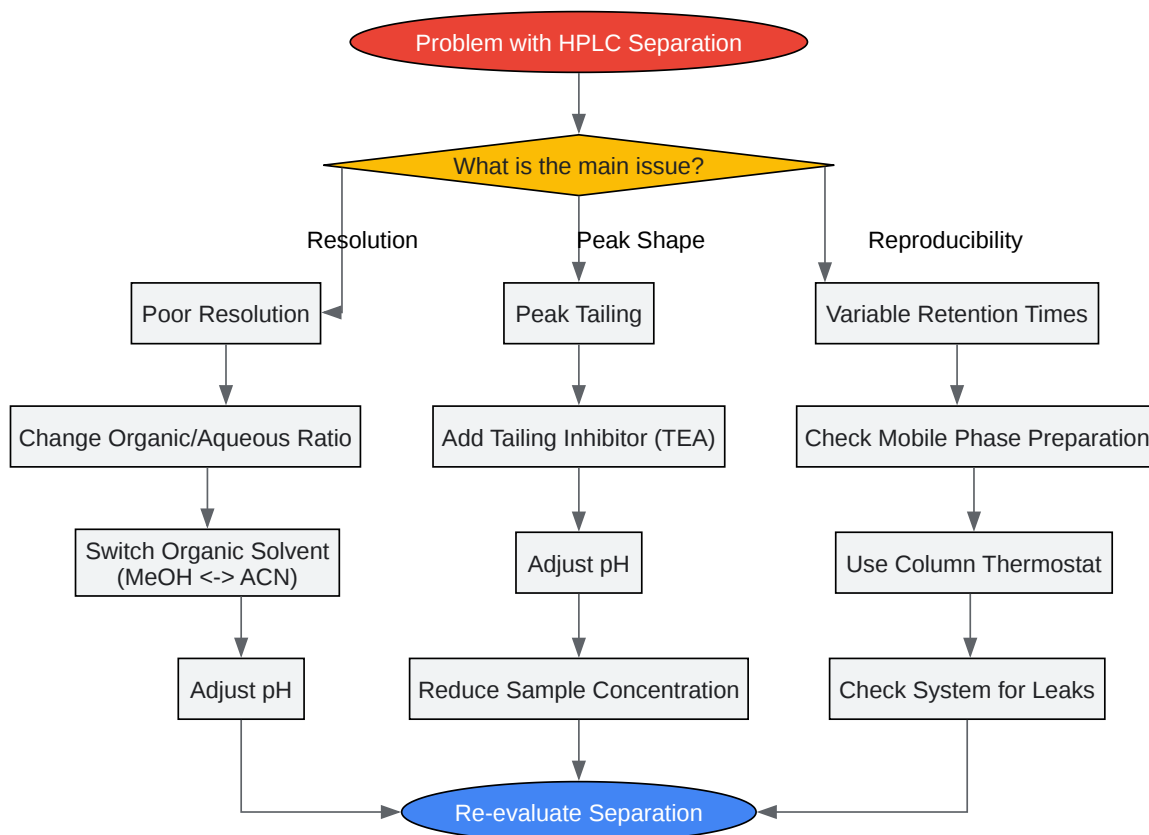 Problem with HPLC Separation
What is the main issue?
Resolution
Peak Shape
Reproducibility
Poor Resolution
Peak Tailing
Variable Retention Times
Change Organic/Aqueous Ratio
Add Tailing Inhibitor (TEA)
Check Mobile Phase Preparation
Switch Organic Solvent
(MeOH <-> ACN)
Adjust pH
Use Column Thermostat
Adjust pH
Reduce Sample Concentration
Check System for Leaks
Re-evaluate Separation